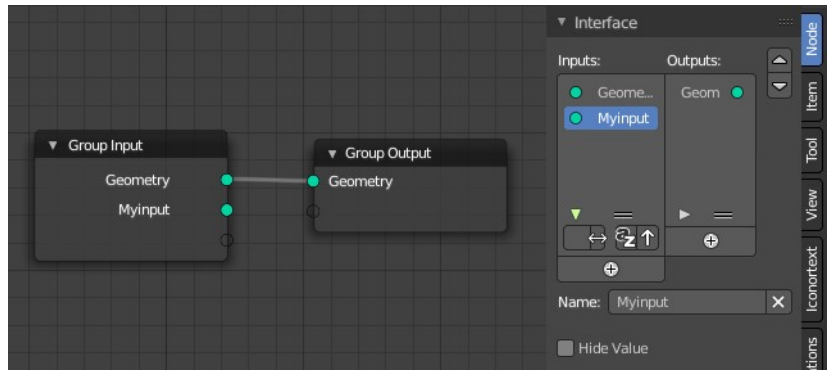 Group Input
Geometry
Myinput
Group Output
Geometry
Interface
Inputs:
Outputs:
Geome...
Geom
Myinput
Name:
Myinput
Hide Value
Node
Item
Tool
View
Iconortext
tions